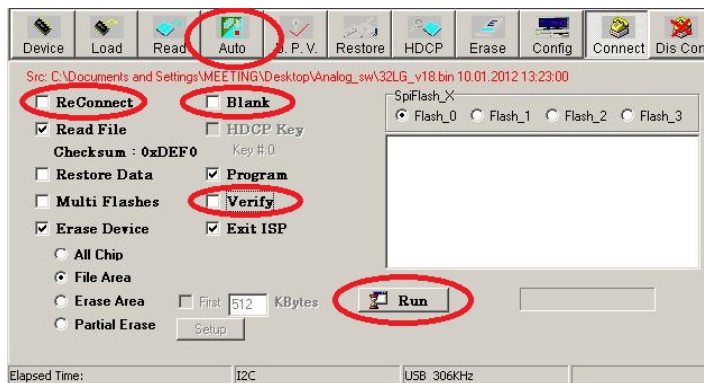 Device Load Read Auto U. P. V. Restore HDCP Erase Config Connect Dis Con
Src: C:\Documents and Settings\MEETING\Desktop\Analog_sw\32LG_v18.bin 10.01.2012 13:23:00
ReConnect Blank SpiFlash_X
Read File HDCP Key Flash_0 Flash_1 Flash_2 Flash_3
Checksum : 0xDEF0 Key #:0
Restore Data Program
Multi Flashes Verify
Erase Device Exit ISP
All Chip
File Area
Erase Area First 512 KBytes Run
Partial Erase Setup
Elapsed Time: I2C USB 306KHz